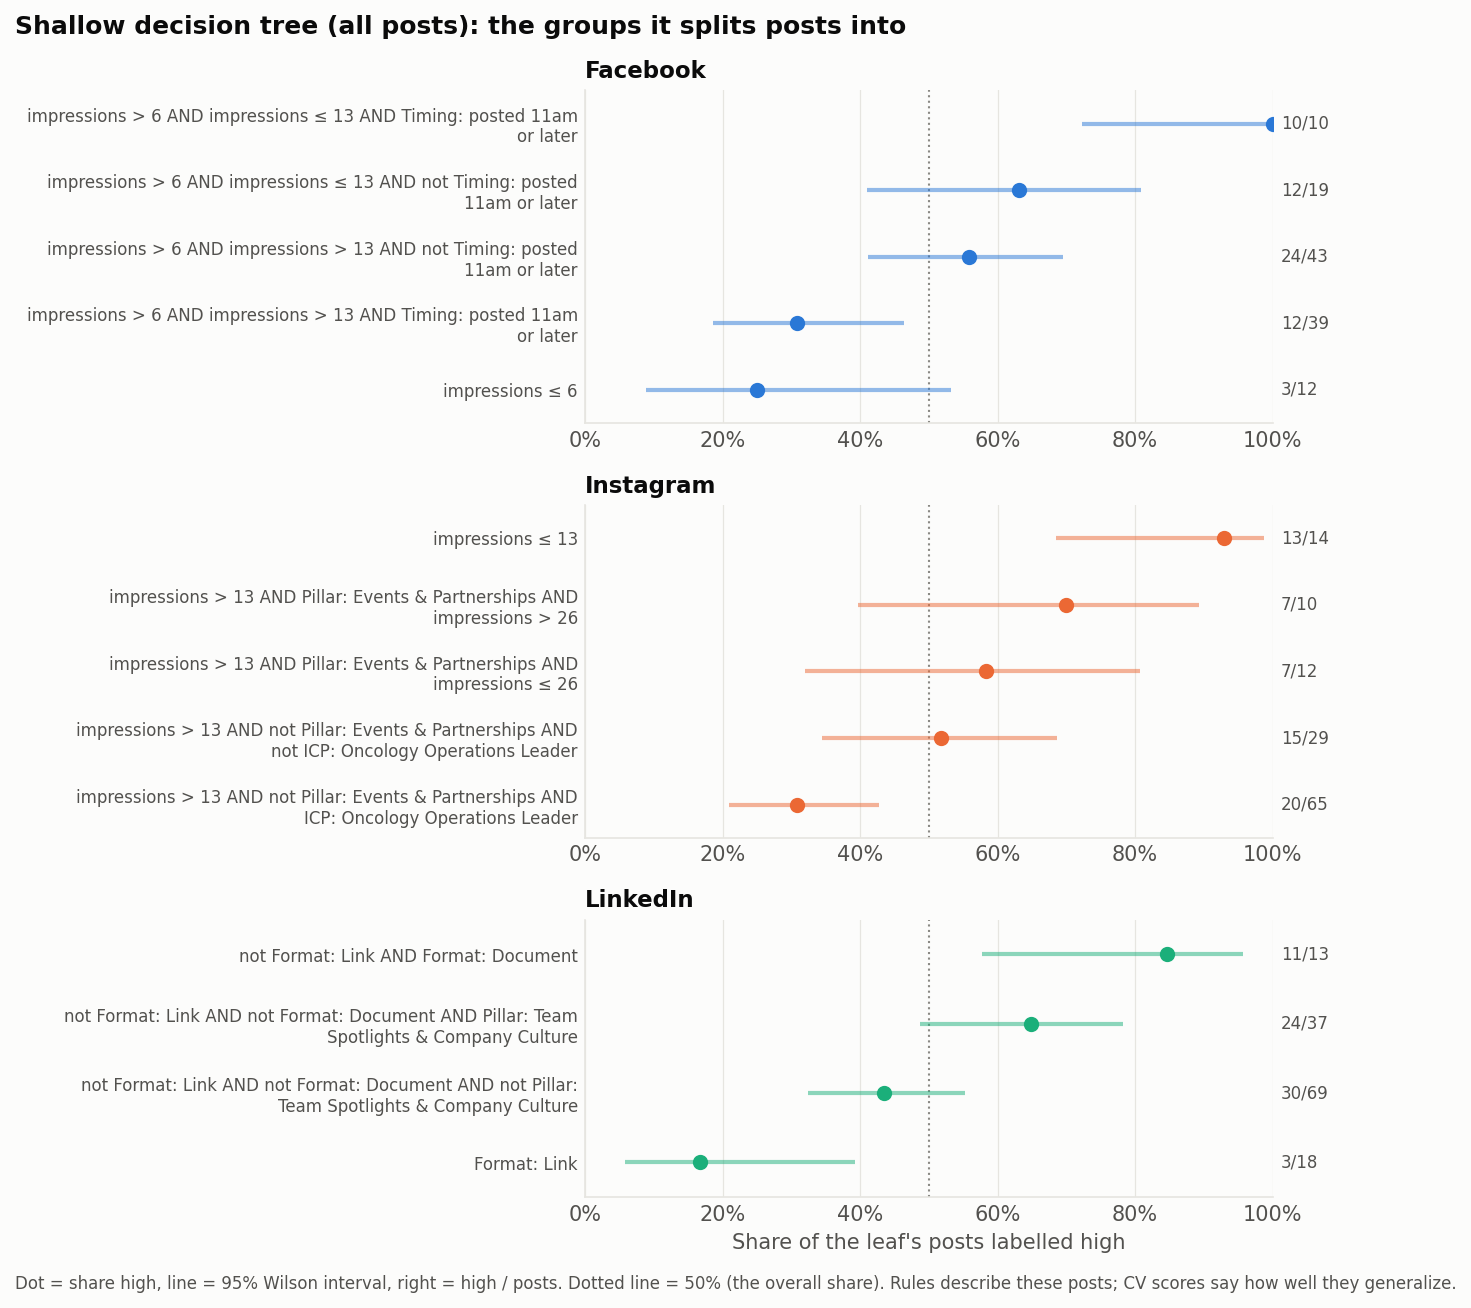 Shallow decision tree (all posts): the groups it splits posts into
Facebook
impressions > 6 AND impressions ≤ 13 AND Timing: posted 11am
or later
10/10
impressions > 6 AND impressions ≤ 13 AND not Timing: posted
11am or later
12/19
impressions > 6 AND impressions > 13 AND not Timing: posted
11am or later
24/43
impressions > 6 AND impressions > 13 AND Timing: posted 11am
or later
12/39
impressions ≤ 6
3/12
0% 20% 40% 60% 80% 100%
Instagram
impressions ≤ 13
13/14
impressions > 13 AND Pillar: Events & Partnerships AND
impressions > 26
7/10
impressions > 13 AND Pillar: Events & Partnerships AND
impressions ≤ 26
7/12
impressions > 13 AND not Pillar: Events & Partnerships AND
not ICP: Oncology Operations Leader
15/29
impressions > 13 AND not Pillar: Events & Partnerships AND
ICP: Oncology Operations Leader
20/65
0% 20% 40% 60% 80% 100%
LinkedIn
not Format: Link AND Format: Document
11/13
not Format: Link AND not Format: Document AND Pillar: Team
Spotlights & Company Culture
24/37
not Format: Link AND not Format: Document AND not Pillar:
Team Spotlights & Company Culture
30/69
Format: Link
3/18
0% 20% 40% 60% 80% 100%
Share of the leaf's posts labelled high
Dot = share high, line = 95% Wilson interval, right = high / posts. Dotted line = 50% (the overall share). Rules describe these posts; CV scores say how well they generalize.